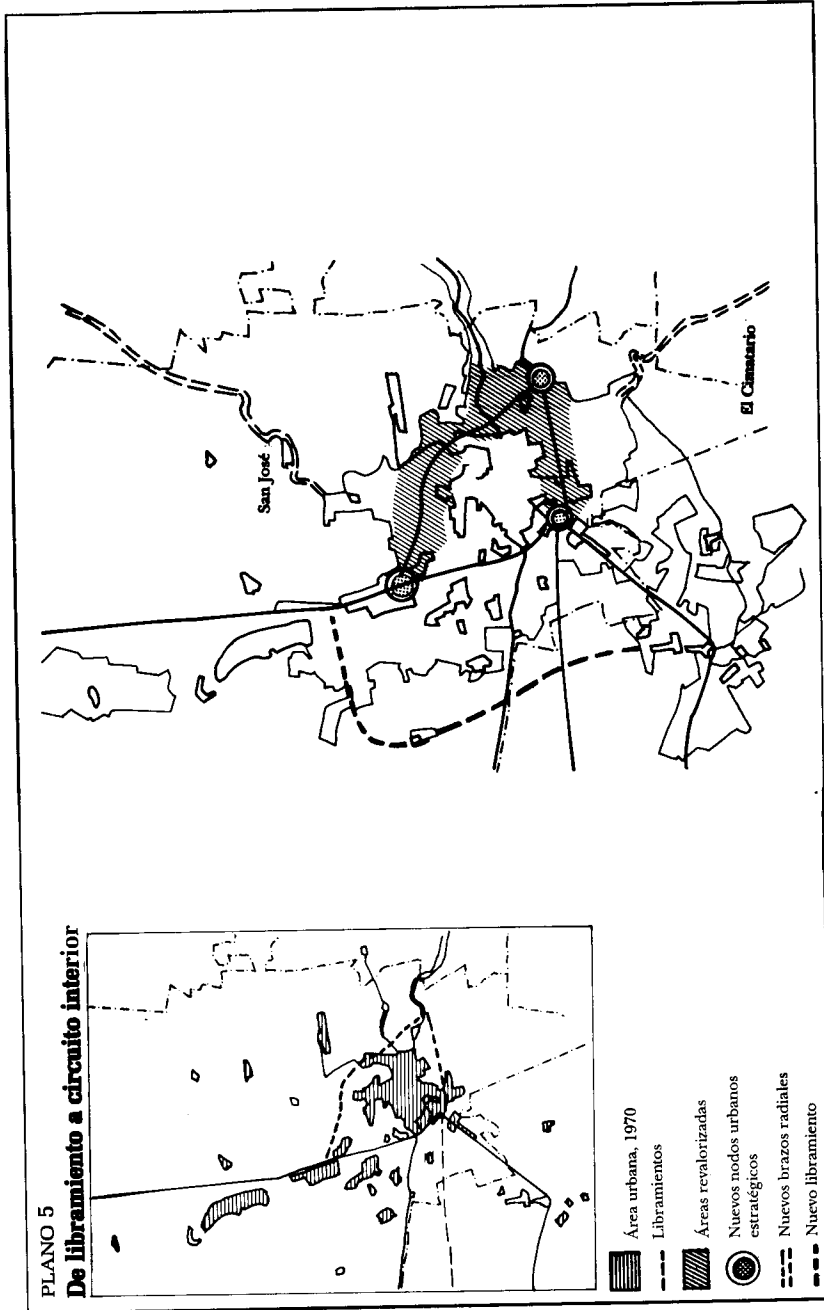 PLANO 5
De libramiento a circuito interior
San José
El Cimatario
Área urbana, 1970
Libramientos
Áreas revalorizadas
Nuevos nodos urbanos
estratégicos
Nuevos brazos radiales
Nuevo libramiento